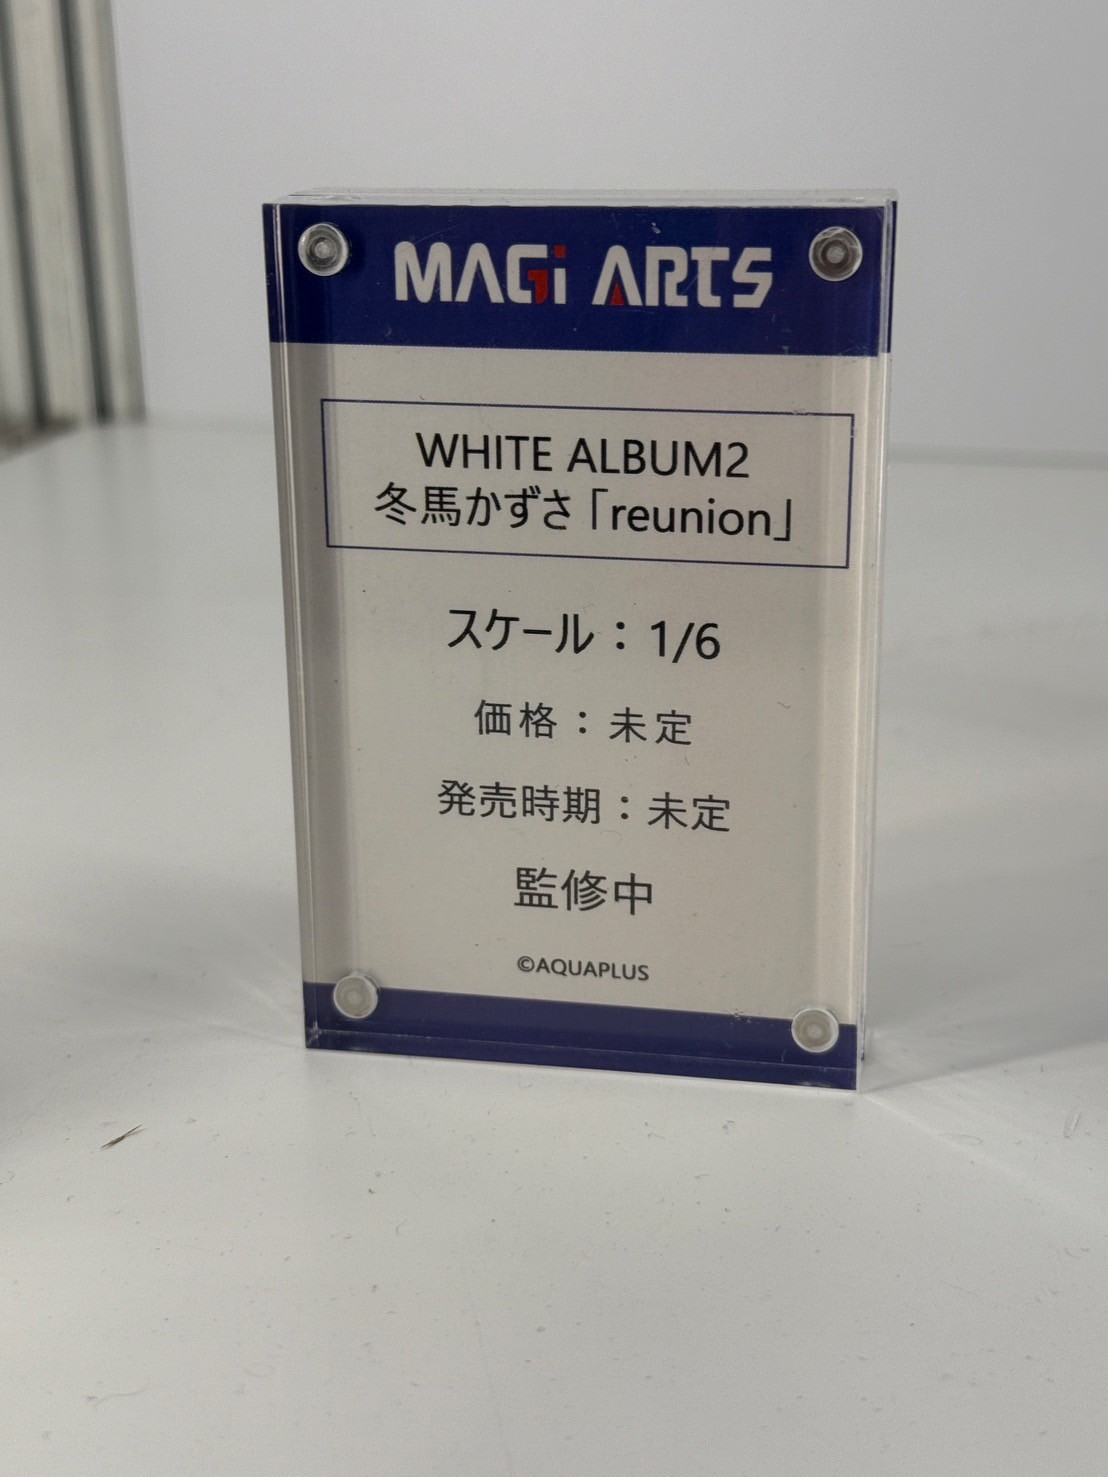 MAGi ARTS
WHITE ALBUM2
冬馬かずさ「reunion」
スケール：1/6
価格：未定
発売時期：未定
監修中
©AQUAPLUS